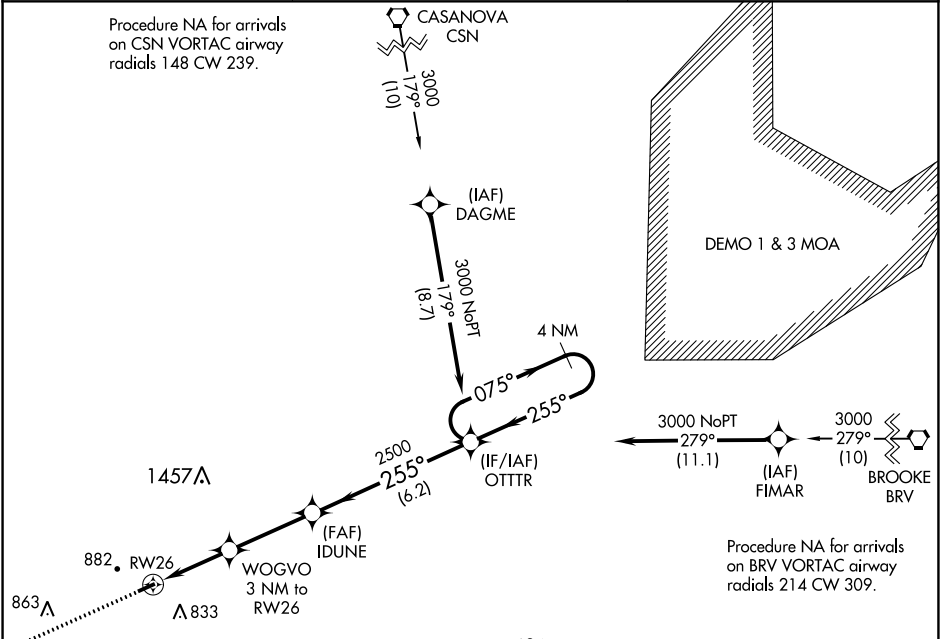 Procedure NA for arrivals
on CSN VORTAC airway
radials 148 CW 239.
CASANOVA
CSN
3000
179°
(10)
(IAF)
DAGME
3000 NoPT
179°
(8.7)
DEMO 1 & 3 MOA
4 NM
075°
255°
3000 NoPT
279°
(11.1)
3000
279°
(10)
(IAF)
FIMAR
BROOKE
BRV
2500
255°
(6.2)
(IF/IAF)
OTTTR
1457
(FAF)
IDUNE
WOGVO
3 NM to
RW26
882
RW26
863
833
Procedure NA for arrivals
on BRV VORTAC airway
radials 214 CW 309.